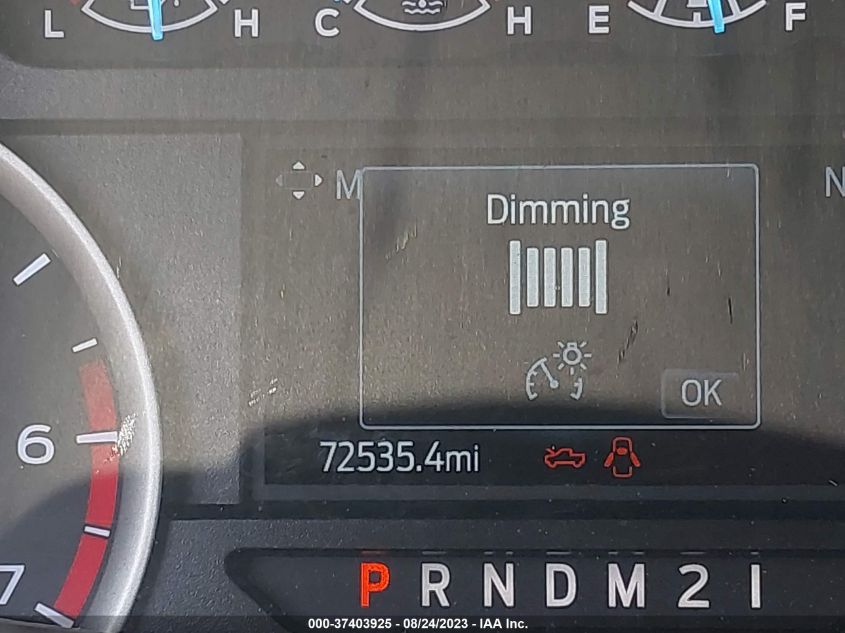 L H C H E F
M N
Dimming
OK
72535.4mi
6
7
P R N D M 2 1
000-37403925 - 08/24/2023 - IAA Inc.